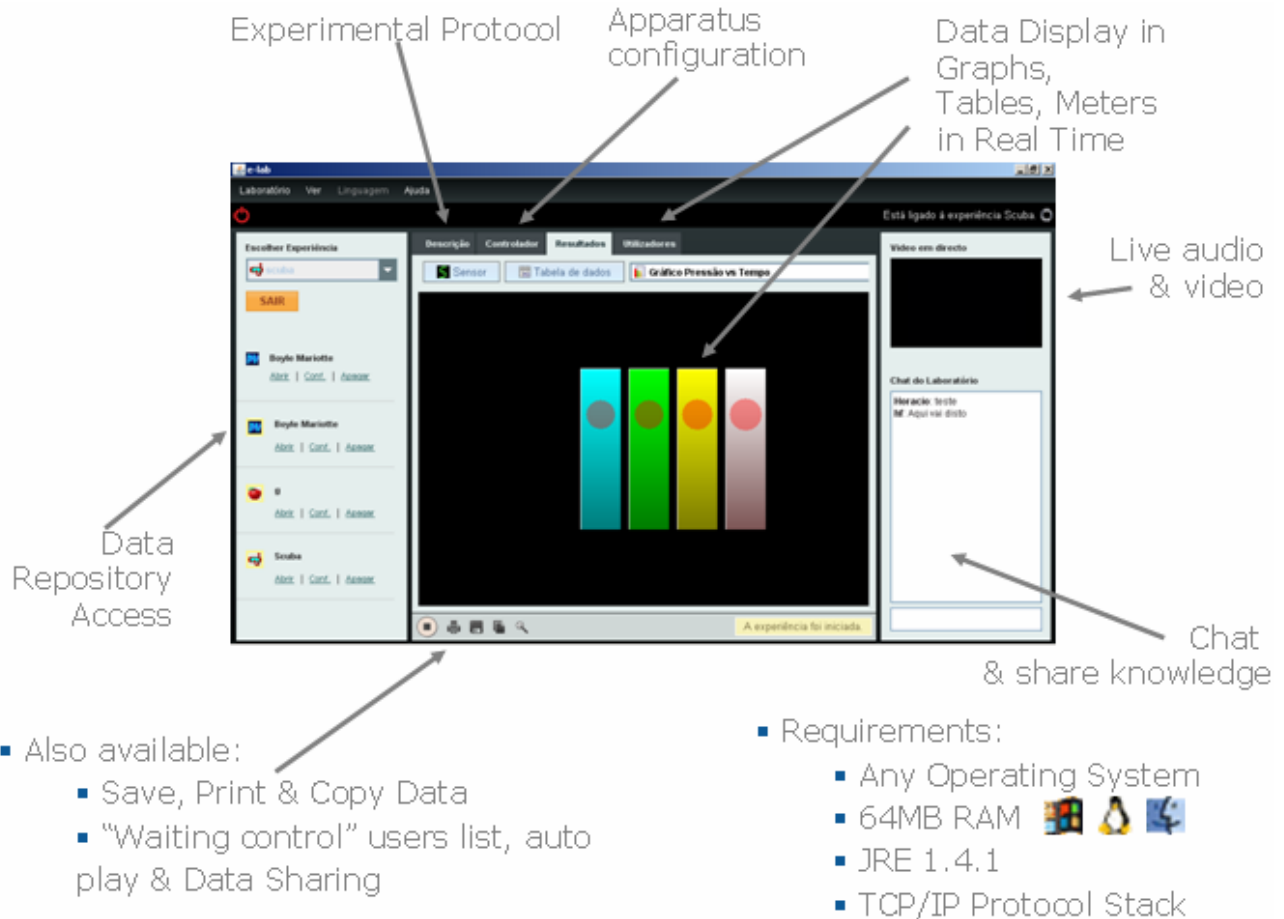 Experimental Protocol
Apparatus
configuration
Data Display in
Graphs,
Tables, Meters
in Real Time
e-lab
Laboratório Ver Linguagem Ajuda
Está ligado à experiência Scuba
Escolher Experiência
scuba
SAIR
Boyle Mariotte
Abrir | Conf. | Apagar
Boyle Mariotte
Abrir | Conf. | Apagar
g
Abrir | Conf. | Apagar
Scuba
Abrir | Conf. | Apagar
Descrição Controlador Resultados Utilizadores
Sensor Tabela de dados Gráfico Pressão vs Tempo
A experiência foi iniciada.
Video em directo
Chat do Laboratório
Horacio: teste
hf: Aqui vai disto
Live audio
& video
Data
Repository
Access
Chat
& share knowledge
▪ Also available:
▪ Save, Print & Copy Data
▪ “Waiting control” users list, auto
play & Data Sharing
▪ Requirements:
▪ Any Operating System
▪ 64MB RAM
▪ JRE 1.4.1
▪ TCP/IP Protocol Stack